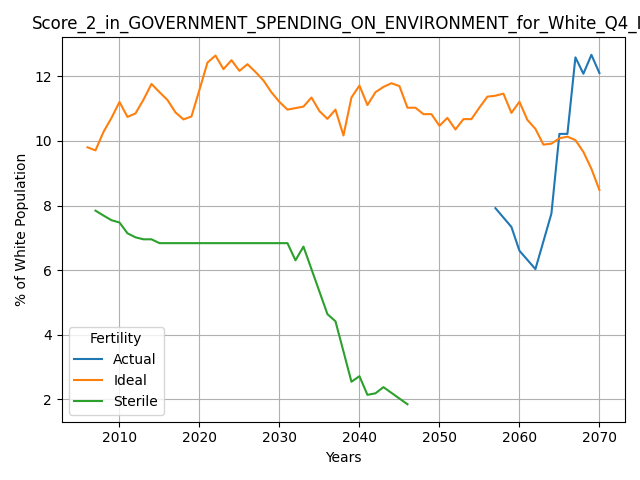 Score_2_in_GOVERNMENT_SPENDING_ON_ENVIRONMENT_for_White_Q4_I
% of White Population
12
10
8
6
4
2
Fertility
Actual
Ideal
Sterile
2010 2020 2030 2040 2050 2060 2070
Years